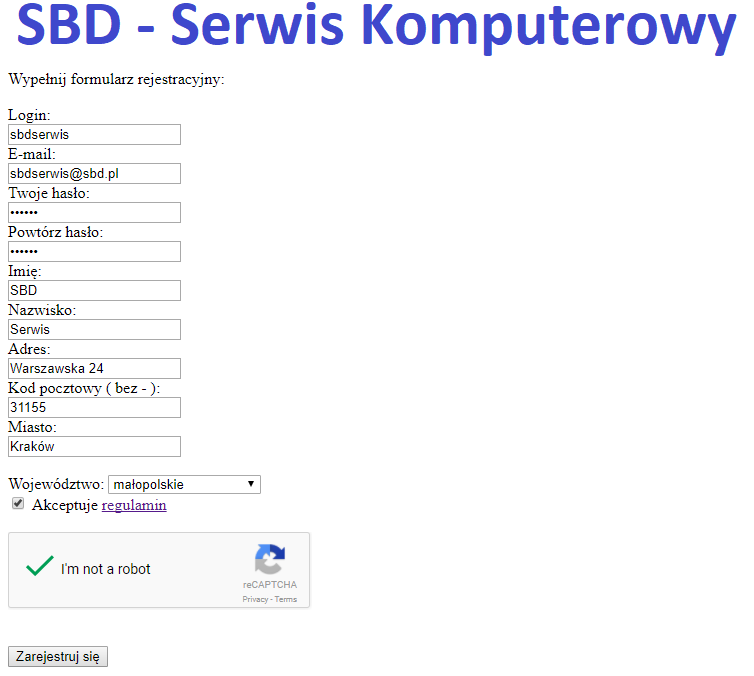 SBD - Serwis Komputerowy
Wypełnij formularz rejestracyjny:
Login:
sbdserwis
E-mail:
sbdserwis@sbd.pl
Twoje hasło:
••••••
Powtórz hasło:
••••••
Imię:
SBD
Nazwisko:
Serwis
Adres:
Warszawska 24
Kod pocztowy ( bez - ):
31155
Miasto:
Kraków
Województwo: małopolskie
Akceptuje regulamin
I'm not a robot
reCAPTCHA
Privacy - Terms
Zarejestruj się